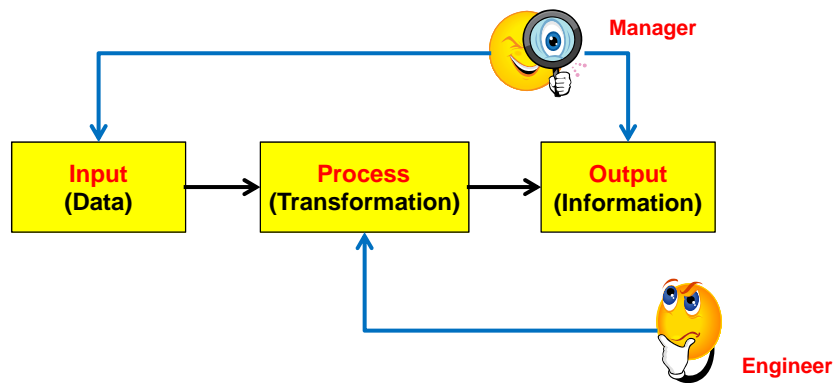 Manager
Input
(Data)
Process
(Transformation)
Output
(Information)
Engineer